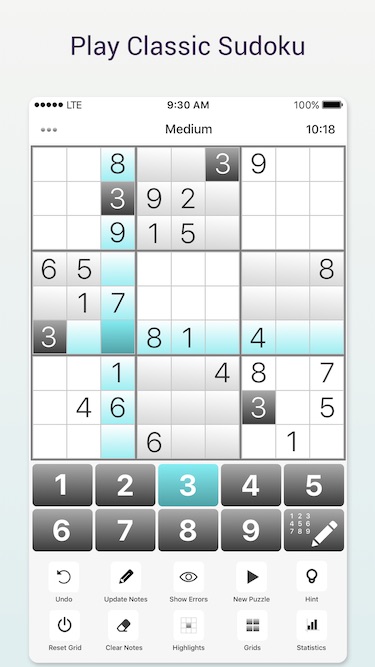 Play Classic Sudoku
LTE 9:30 AM 100%
Medium 10:18
8 3 9
3 9 2
9 1 5
6 5 8
1 7
3 8 1 4
1 4 8 7
4 6 3 5
6 1
1 2 3 4 5
6 7 8 9 1 2 3
4 5 6
7 8 9
Undo Update Notes Show Errors New Puzzle Hint
Reset Grid Clear Notes Highlights Grids Statistics